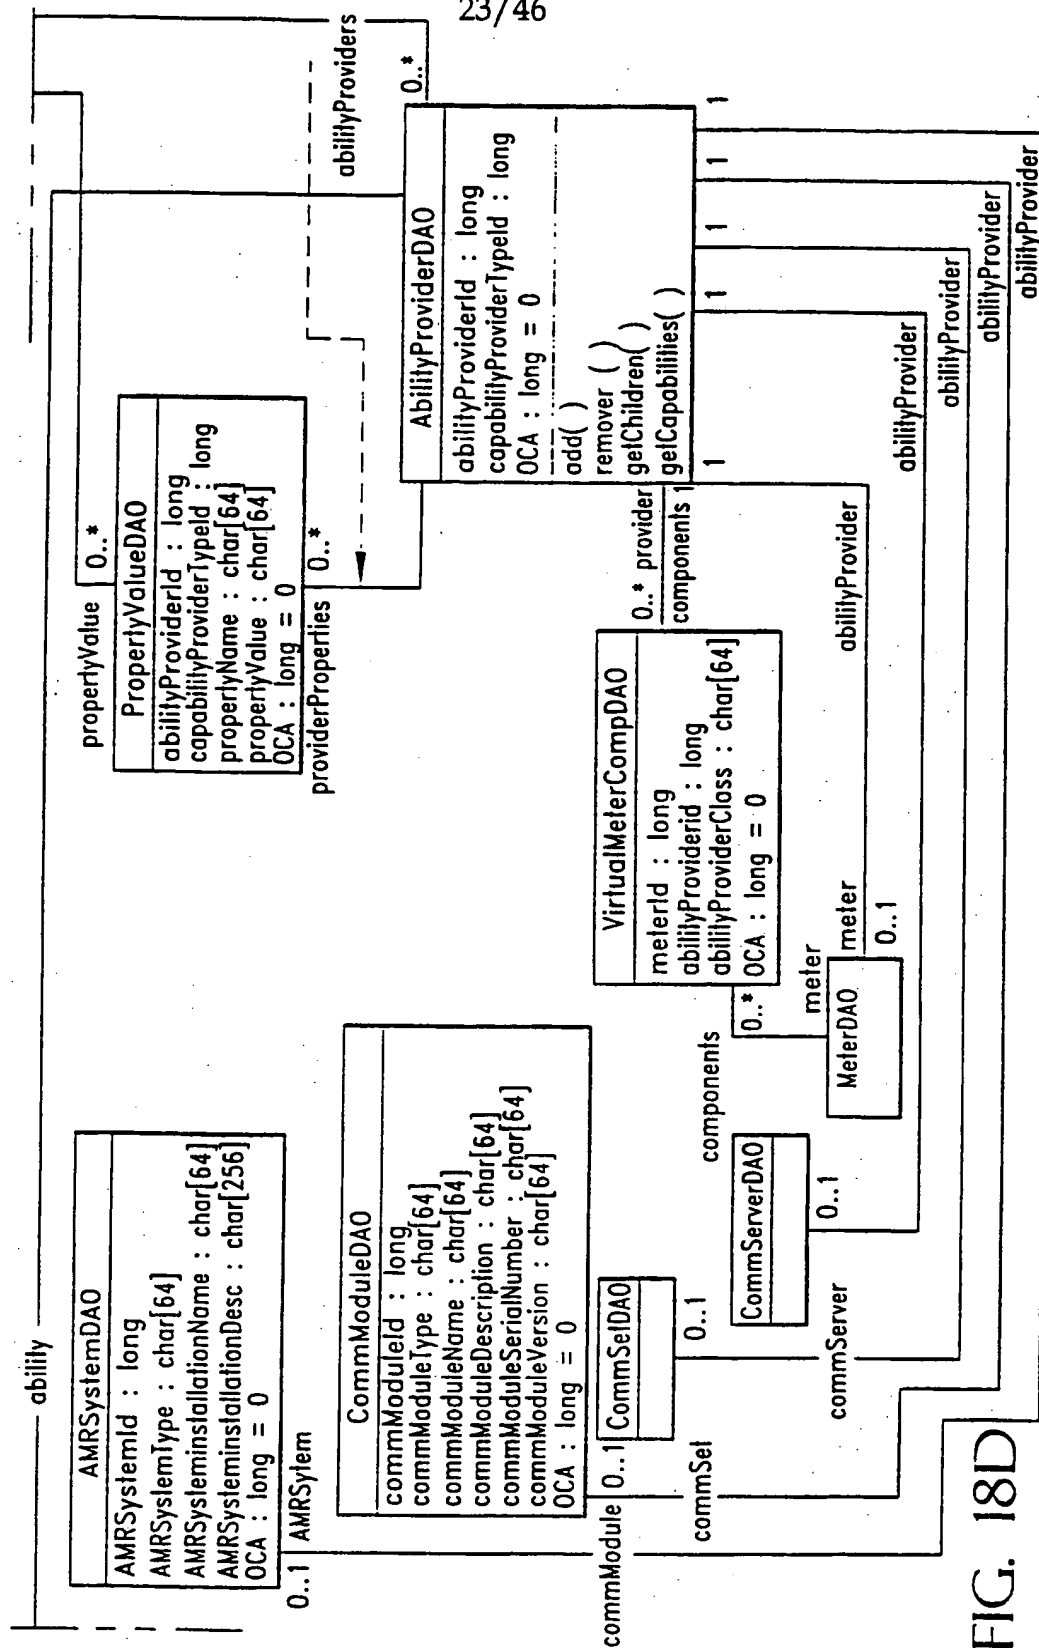 23/46
ability
AMRSystemDAO
AMRSystemId : long
AMRSystemType : char[64]
AMRSysteminstallationName : char[64]
AMRSysteminstallationDesc : char[256]
OCA : long = 0
0..1
AMRSytem
propertyValue
0..*
PropertyValueDAO
abilityProviderId : long
capabilityProviderTypeId : long
propertyName : char[64]
propertyValue : char[64]
OCA : long = 0
providerProperties
0..*
abilityProviders
0..*
CommModuleDAO
commModuleId : long
commModuleType : char[64]
commModuleName : char[64]
commModuleDescription : char[64]
commModuleSerialNumber : char[64]
commModuleVersion : char[64]
OCA : long = 0
commModule
0..1
AbilityProviderDAO
abilityProviderId : long
capabilityProviderTypeId : long
OCA : long = 0
add( )
remover ( )
getChildren( )
getCapabilities( )
0..* provider
components 1
VirtualMeterCompDAO
meterId : long
abilityProviderid : long
abilityProviderClass : char[64]
OCA : long = 0
components
0..*
meter
CommSetDAO
0..1
commSet
CommServerDAO
0..1
commServer
MeterDAO
meter
0..1
abilityProvider
1
abilityProvider
1
abilityProvider
1
abilityProvider
1
abilityProvider
1
FIG. 18D